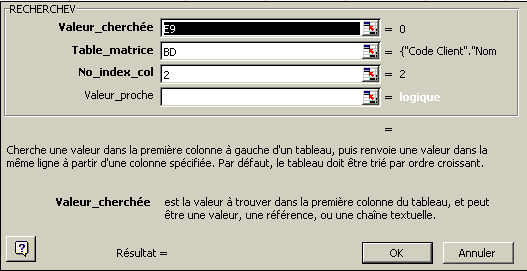 RECHERCHEV
Valeur_cherchée E9 = 0
Table_matrice BD = {"Code Client"."Nom
No_index_col 2 = 2
Valeur_proche = logique
=
Cherche une valeur dans la première colonne à gauche d'un tableau, puis renvoie une valeur dans la
même ligne à partir d'une colonne spécifiée. Par défaut, le tableau doit être trié par ordre croissant.
Valeur_cherchée est la valeur à trouver dans la première colonne du tableau, et peut
être une valeur, une référence, ou une chaîne textuelle.
? Résultat = OK Annuler